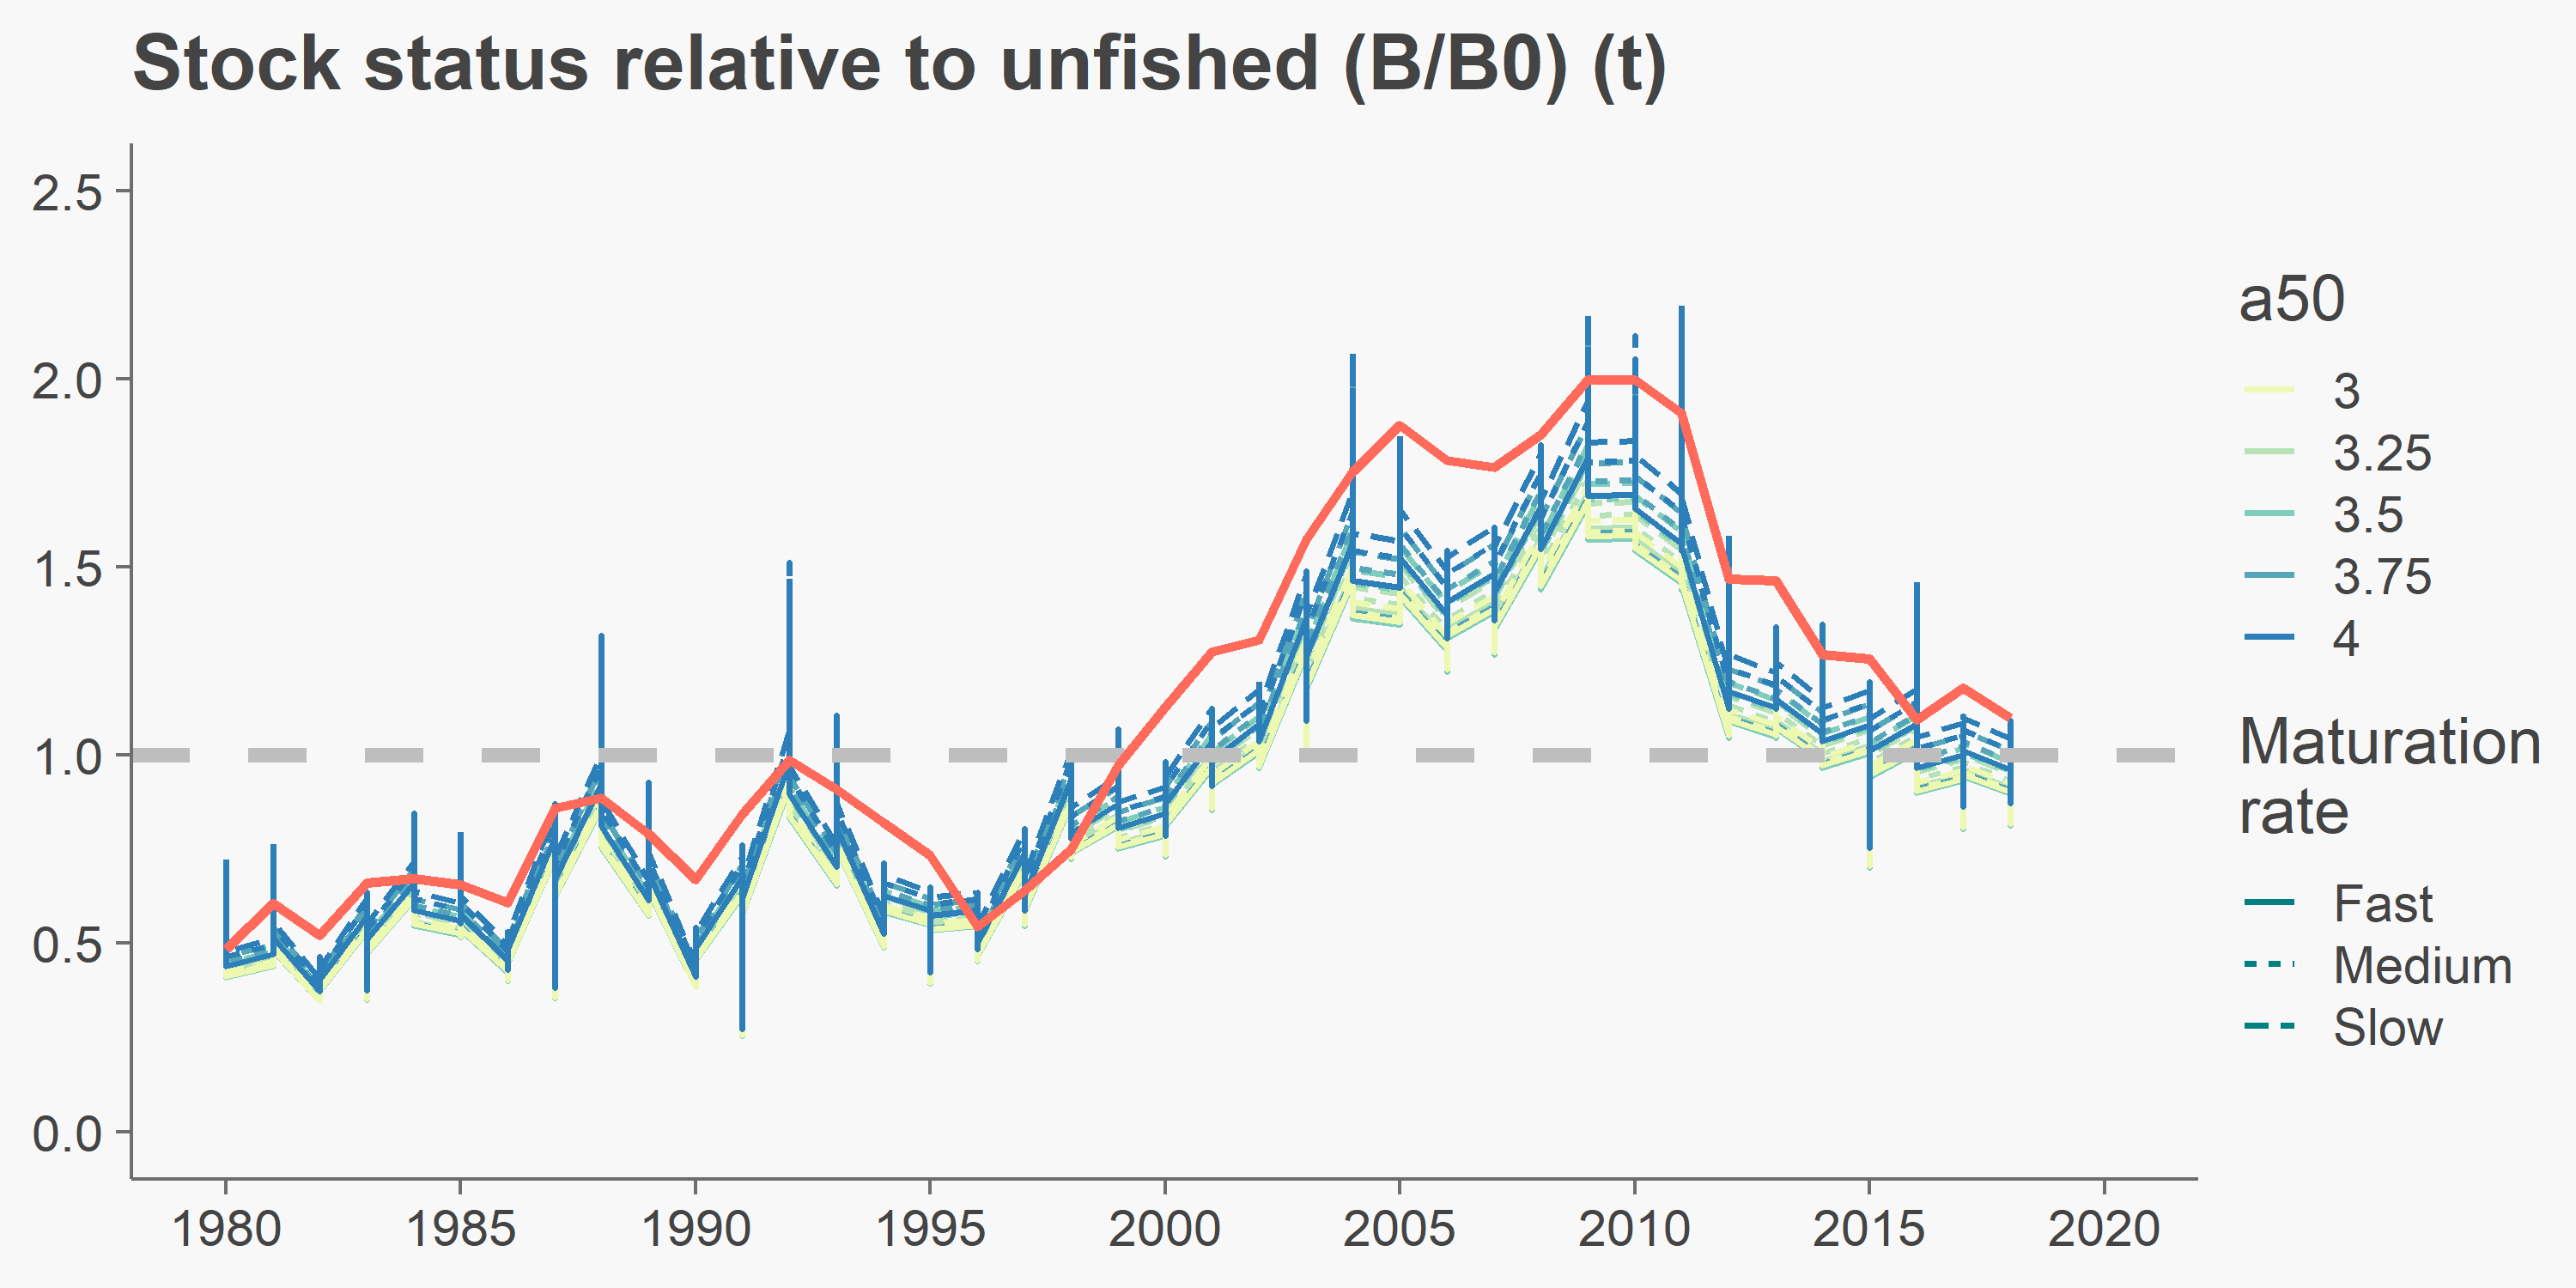 Stock status relative to unfished (B/B0) (t)
2.5
2.0
1.5
1.0
0.5
0.0
1980 1985 1990 1995 2000 2005 2010 2015 2020
a50
3
3.25
3.5
3.75
4
Maturation
rate
Fast
Medium
Slow